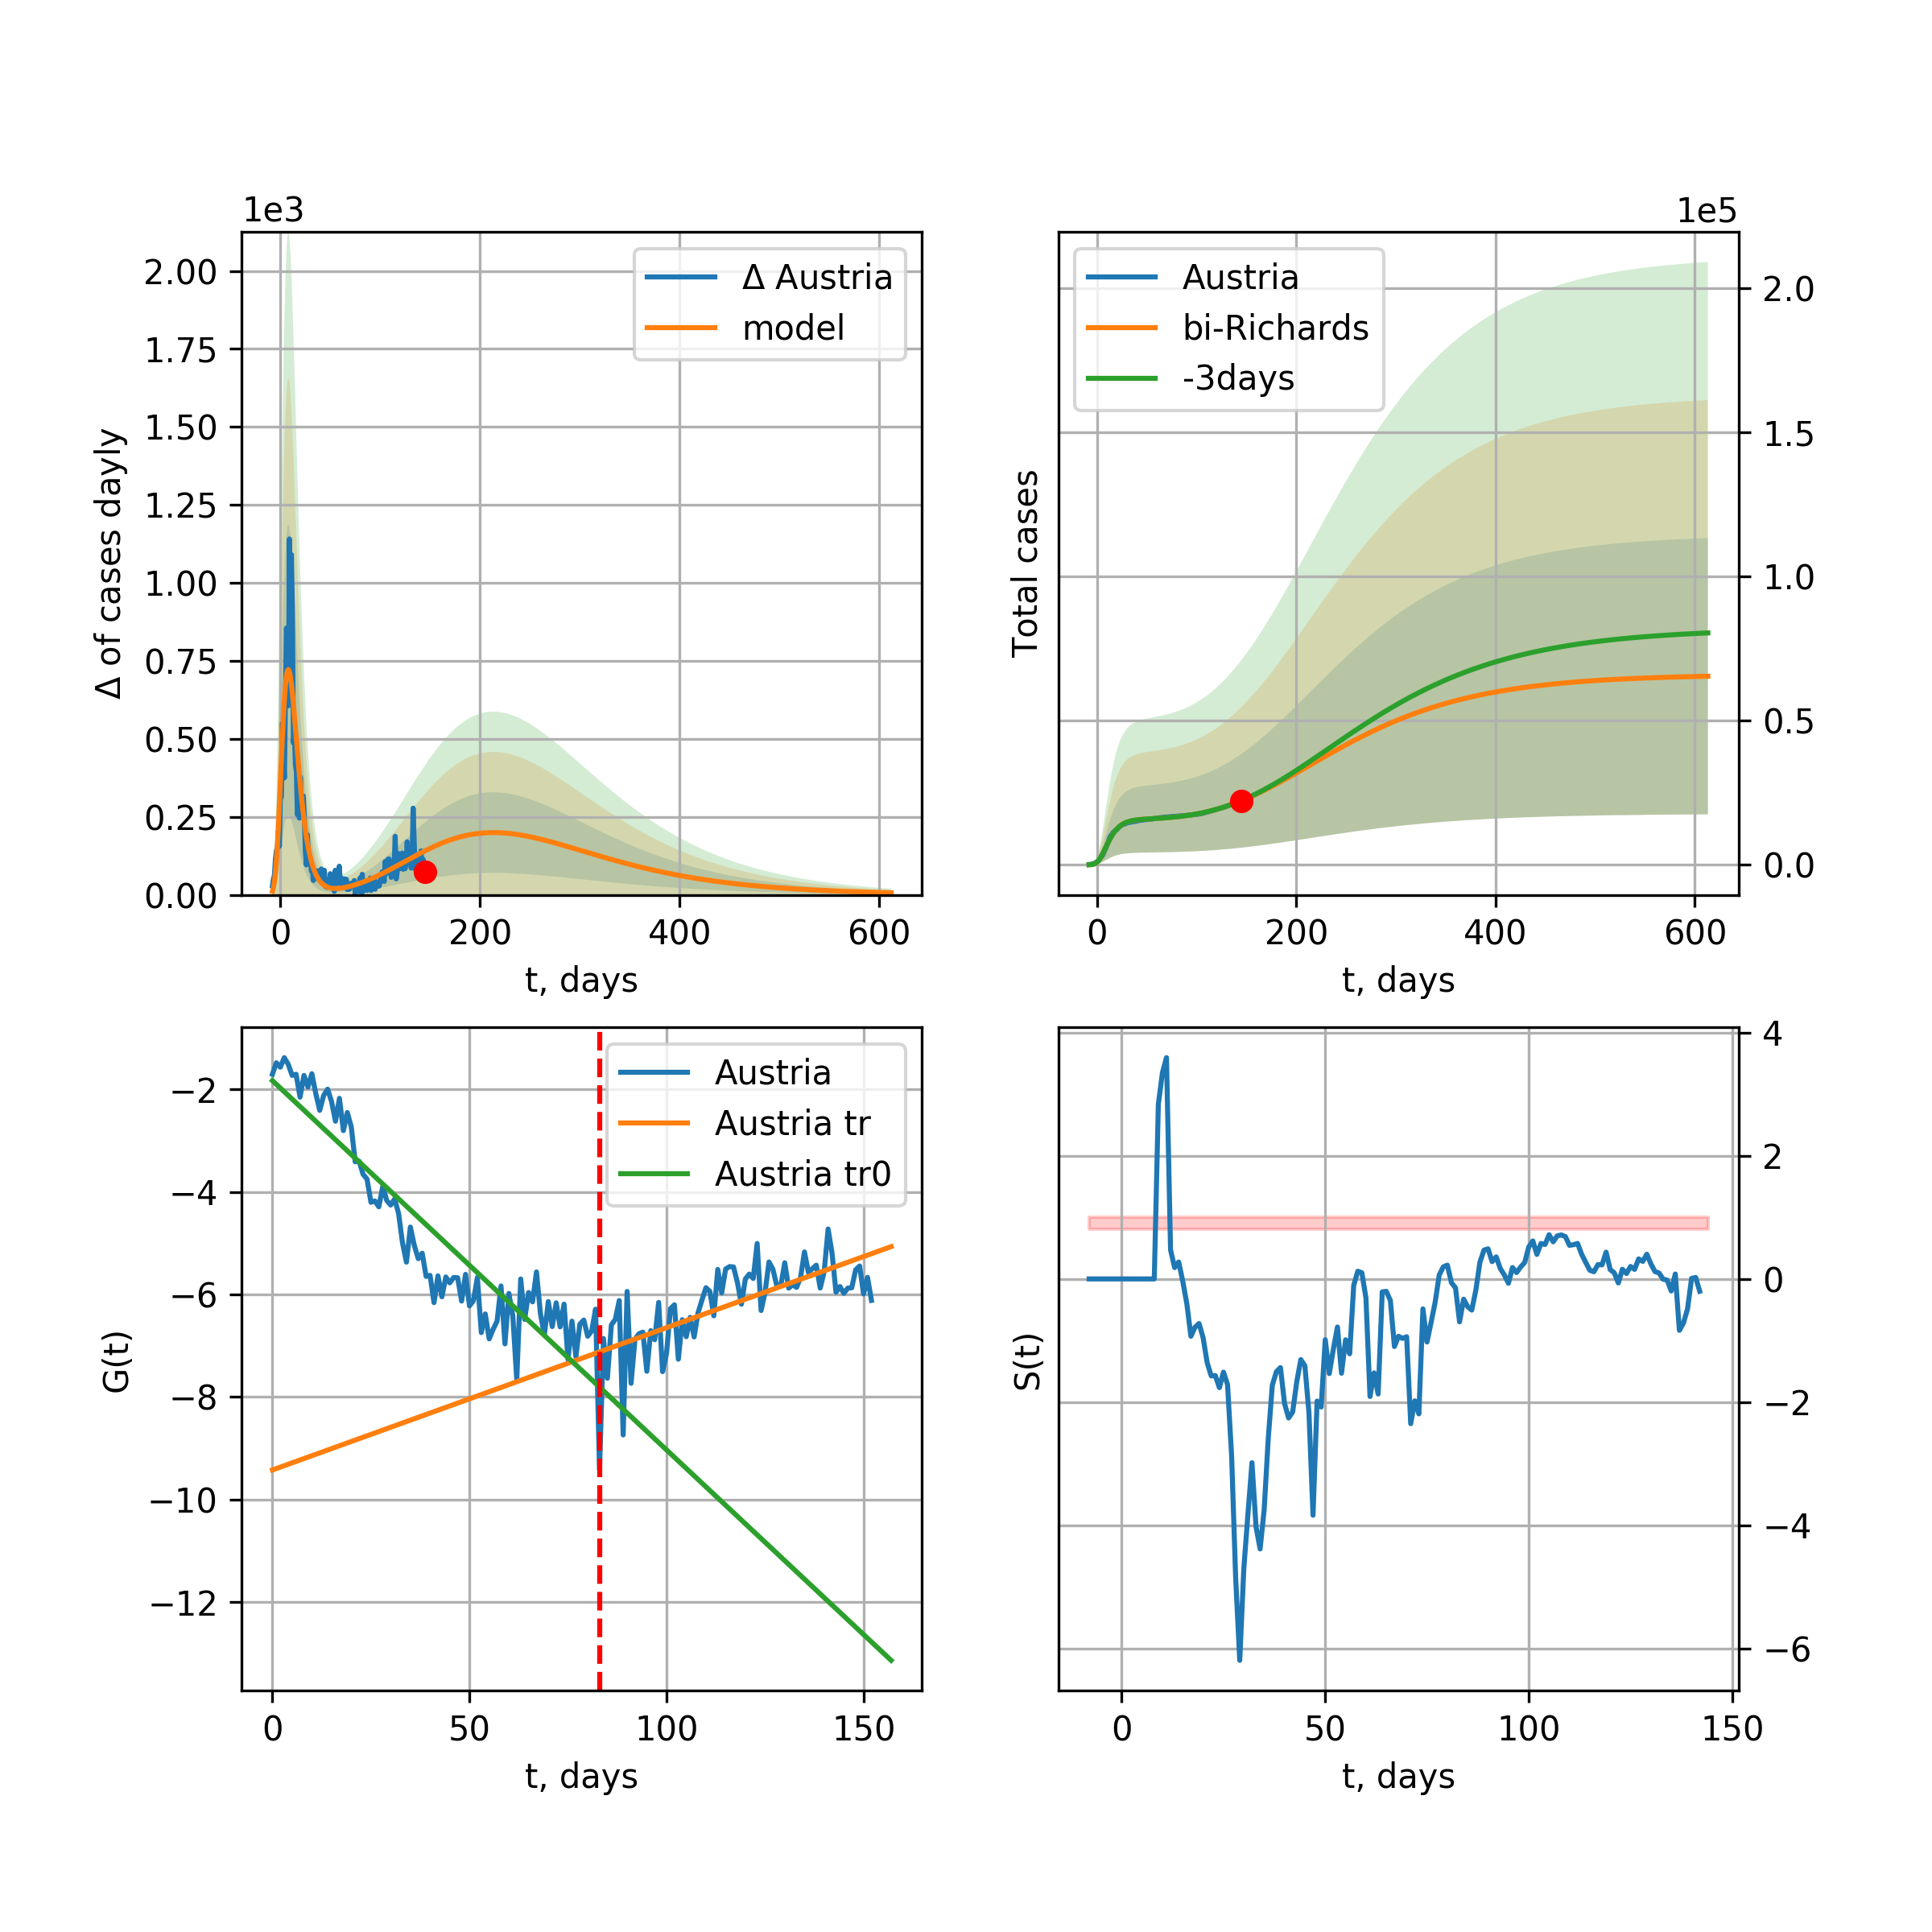 1e3
2.00
1.75
1.50
1.25
1.00
0.75
0.50
0.25
0.00
Δ of cases dayly
Δ Austria
model
0
200
400
600
t, days
1e5
2.0
1.5
1.0
0.5
0.0
Total cases
Austria
bi-Richards
-3days
0
200
400
600
t, days
−2
−4
−6
−8
−10
−12
G(t)
Austria
Austria tr
Austria tr0
0
50
100
150
t, days
4
2
0
−2
−4
−6
S(t)
0
50
100
150
t, days